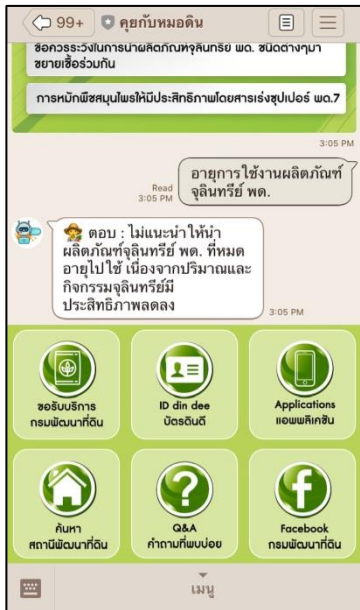 99+ คุยกับหมอดิน
ข้อควรระวังในการนำผลิตภัณฑ์จุลินทรีย์ พด. ชนิดต่างๆมา
ขยายเชื้อร่วมกัน
การหมักพืชสมุนไพรให้มีประสิทธิภาพโดยสารเร่งซุปเปอร์ พด.7
3:05 PM
อายุการใช้งานผลิตภัณฑ์
จุลินทรีย์ พด.
Read
3:05 PM
ตอบ : ไม่แนะนำให้นำ
ผลิตภัณฑ์จุลินทรีย์ พด. ที่หมด
อายุไปใช้ เนื่องจากปริมาณและ
กิจกรรมจุลินทรีย์มี
ประสิทธิภาพลดลง
3:05 PM
ขอรับบริการ
กรมพัฒนาที่ดิน
ID din dee
บัตรดินดี
Applications
แอพพลิเคชัน
ค้นหา
สถานีพัฒนาที่ดิน
Q&A
คำถามที่พบบ่อย
Facebook
กรมพัฒนาที่ดิน
เมนู